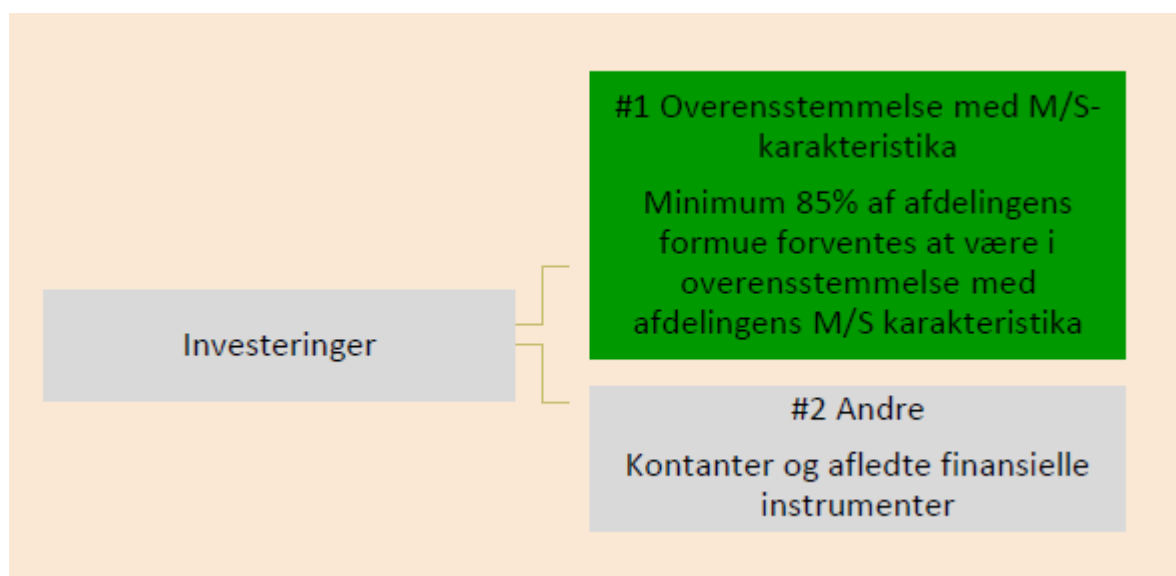 Investeringer
#1 Overensstemmelse med M/S-
karakteristika
Minimum 85% af afdelingens
formue forventes at være i
overensstemmelse med
afdelingens M/S karakteristika
#2 Andre
Kontanter og afledte finansielle
instrumenter